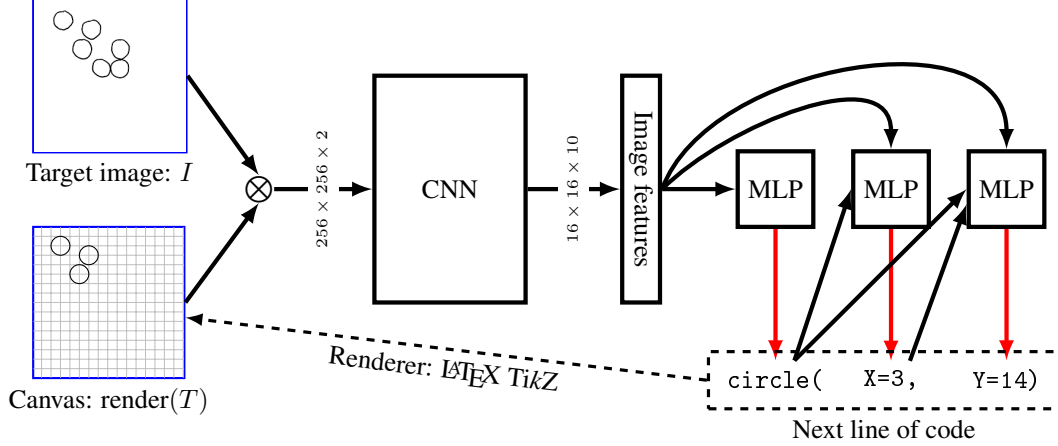 Target image: I
Canvas: render(T)
⊗
256 × 256 × 2
CNN
16 × 16 × 10
Image features
MLP
MLP
MLP
Renderer: LATEX TikZ
circle( X=3, Y=14)
Next line of code